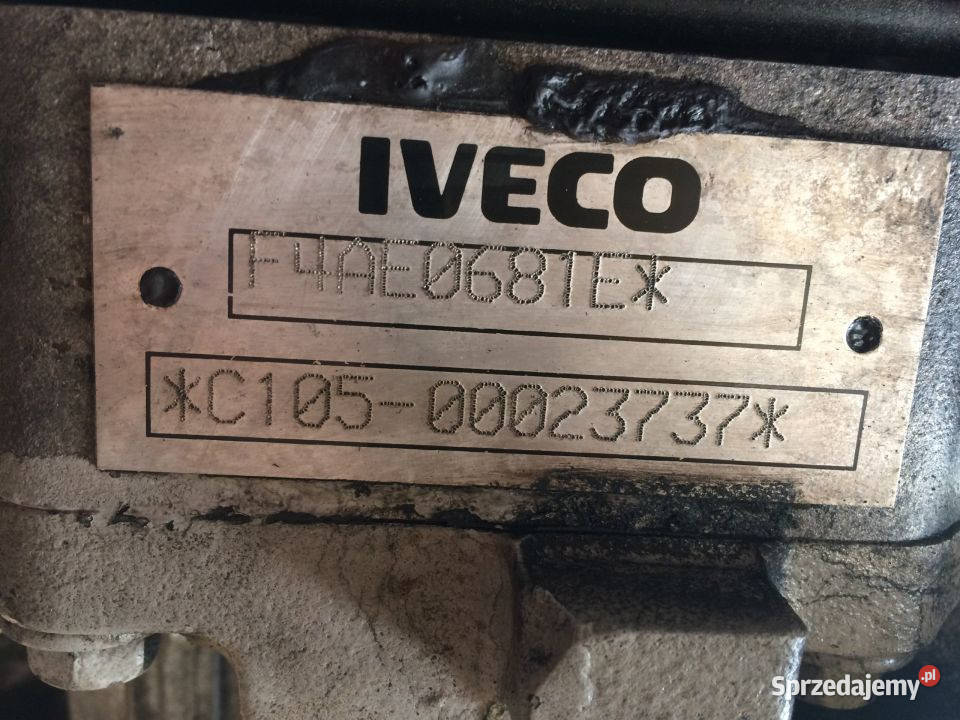 IVECO
F4AE0681E*
*C105-00023737*
Sprzedajemy.pl